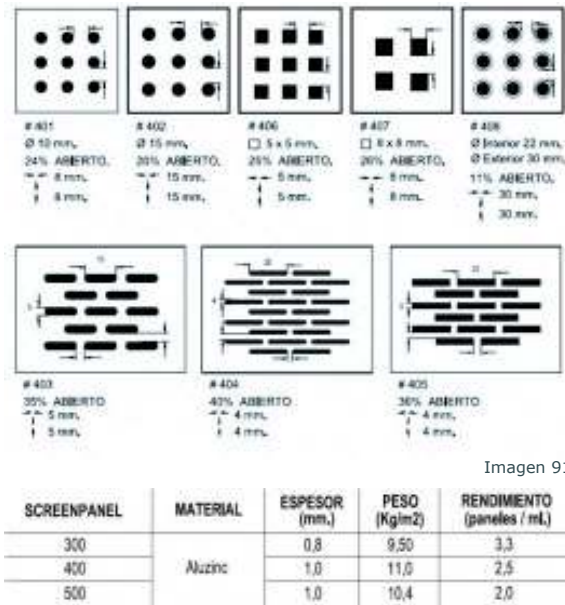 # 401
Ø 10 mm,
24% ABIERTO,
8 mm,
8 mm,
# 402
Ø 15 mm,
20% ABIERTO,
15 mm,
15 mm,
# 406
5 x 5 mm,
25% ABIERTO,
5 mm,
5 mm,
# 407
8 x 8 mm,
ABIERTO,
8 mm,
8 mm,
# 408
Ø Interior 22 mm,
Ø Exterior 30 mm,
11% ABIERTO,
30 mm,
30 mm,
# 403
35% ABIERTO
5 mm,
5 mm,
# 404
40% ABIERTO
4 mm,
4 mm,
# 405
36% ABIERTO
4 mm,
4 mm,
Imagen 91
SCREENPANEL MATERIAL ESPESOR (mm.) PESO (Kg/m2) RENDIMIENTO (paneles / ml.)
300 0,8 9,50 3,3
400 Aluzinc 1,0 11,0 2,5
500 1,0 10,4 2,0